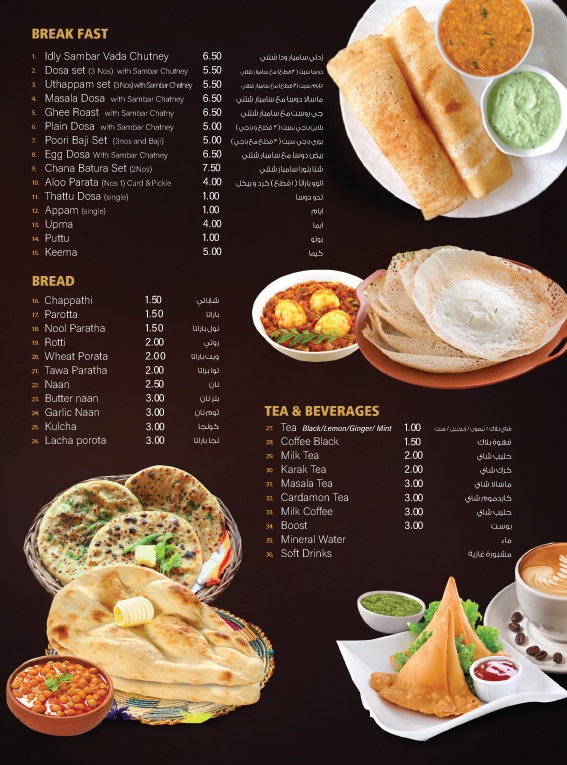 BREAK FAST
1. Idly Sambar Vada Chutney 6.50 إدلي سامبار ودا شتني
2. Dosa set (3 Nos) with Sambar Chutney 5.50
3. Uthappam set (3Nos) with Sambar Chatney 5.50
4. Masala Dosa with Sambar Chatney 6.50 ماسالا دوسا مع سامبار شتني
5. Ghee Roast with Sambar Chatny 6.50 جي روست مع سامبار شتني
6. Plain Dosa with Sambar Chatney 5.00
7. Poori Baji Set (3nos and Baji) 5.00
8. Egg Dosa With Sambar Chatney 6.50 بيض دوسا مع سامبار شتني
9. Chana Batura Set (2Nos) 7.50 شنا بتورا سامبار شتني
10. Aloo Parata (Nos 1) Curd & Pickle 4.00
11. Thattu Dosa (single) 1.00 تدو دوسا
12. Appam (single) 1.00 ابام
13. Upma 4.00 ابما
14. Puttu 1.00 بوتو
15. Keema 5.00 كيما
BREAD
16. Chappathi 1.50 شاباتي
17. Parotta 1.50 باراتا
18. Nool Paratha 1.50 نول باراتا
19. Rotti 2.00 روتي
20. Wheat Porata 2.00 ويت باراتا
21. Tawa Paratha 2.00 توا براتا
22. Naan 2.50 نان
23. Butter naan 3.00 بتر نان
24. Garlic Naan 3.00 ثوم نان
25. Kulcha 3.00 كولجا
26. Lacha porota 3.00 لجا باراتا
TEA & BEVERAGES
27. Tea Black/Lemon/Ginger/ Mint 1.00 شاي بلاك / ليمون / زنجبيل / منت
28. Coffee Black 1.50 قهوة بلاك
29. Milk Tea 2.00 حليب شاي
30. Karak Tea 2.00 كرك شاي
31. Masala Tea 3.00 ماسالا شاي
32. Cardamon Tea 3.00 كاردموم شاي
33. Milk Coffee 3.00 حليب شاي
34. Boost 3.00 بوست
35. Mineral Water ماء
36. Soft Drinks مشبورة غازية